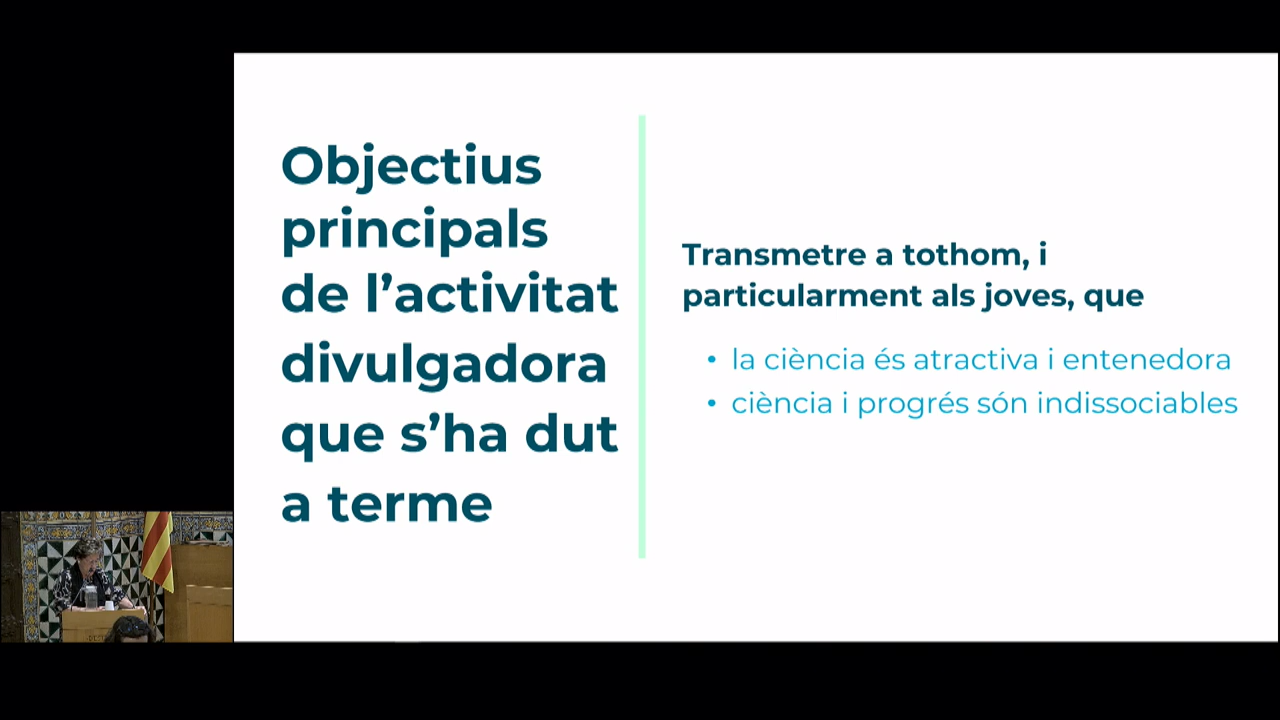 Objectius
principals
de l’activitat
divulgadora
que s’ha dut
a terme
Transmetre a tothom, i
particularment als joves, que
• la ciència és atractiva i entenedora
• ciència i progrés són indissociables